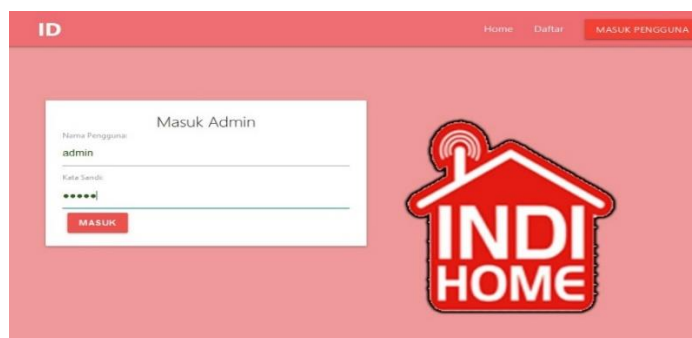 ID
Home
Daftar
MASUK PENGGUNA
Masuk Admin
Nama Pengguna:
admin
Kata Sandi:
•••••
MASUK
INDI
HOME